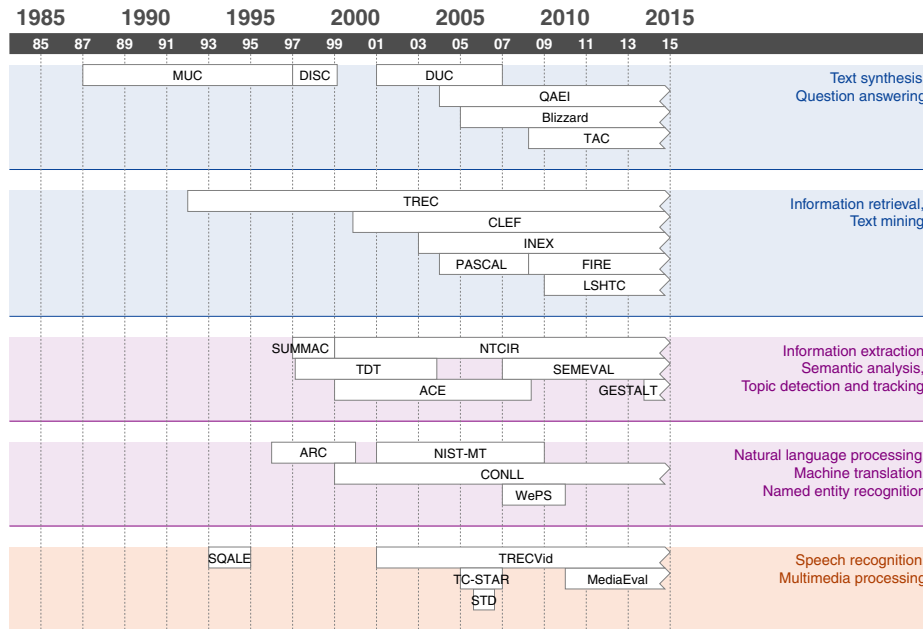 1985 1990 1995 2000 2005 2010 2015
85 87 89 91 93 95 97 99 01 03 05 07 09 11 13 15
MUC DISC DUC Text synthesis
QAEI Question answering
Blizzard
TAC
TREC Information retrieval,
CLEF Text mining
INEX
PASCAL FIRE
LSHTC
SUMMAC NTCIR Information extraction
TDT SEMEVAL Semantic analysis,
ACE GESTALT Topic detection and tracking
ARC NIST-MT Natural language processing
CONLL Machine translation
WePS Named entity recognition
SQALE TRECVid Speech recognition
TC-STAR MediaEval Multimedia processing
STD